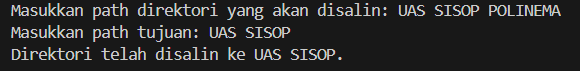 Masukkan path direktori yang akan disalin: UAS SISOP POLINEMA
Masukkan path tujuan: UAS SISOP
Direktori telah disalin ke UAS SISOP.